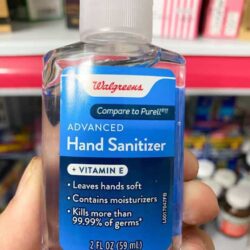 Walgreens
Compare to Purell®††
ADVANCED
Hand Sanitizer
+ VITAMIN E
• Leaves hands soft
• Contains moisturizers
• Kills more than
99.99% of germs*
2 FL OZ (59 mL)